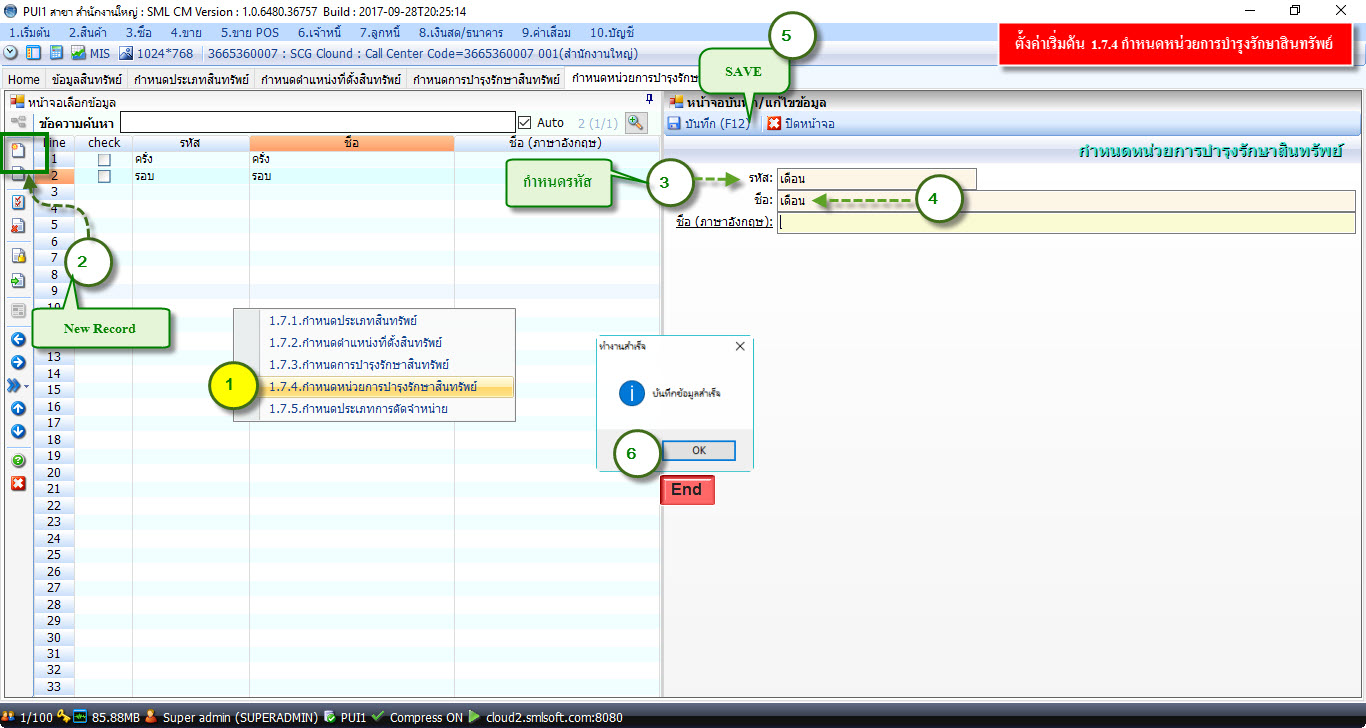 PUI1 สาขา สำนักงานใหญ่ : SML CM Version : 1.0.6480.36757 Build : 2017-09-28T20:25:14
1.เริ่มต้น 2.สินค้า 3.ซื้อ 4.ขาย 5.ขาย POS 6.เจ้าหนี้ 7.ลูกหนี้ 8.เงินสด/ธนาคาร 9.ค่าเสื่อม 10.บัญชี
MIS 1024*768 3665360007 : SCG Clound : Call Center Code=3665360007 001(สำนักงานใหญ่)
ตั้งค่าเริ่มต้น 1.7.4 กำหนดหน่วยการบำรุงรักษาสินทรัพย์
5
SAVE
Home ข้อมูลสินทรัพย์ กำหนดประเภทสินทรัพย์ กำหนดตำแหน่งที่ตั้งสินทรัพย์ กำหนดการบำรุงรักษาสินทรัพย์ กำหนดหน่วยการบำรุงรักษ
หน้าจอเลือกข้อมูล
ข้อความค้นหา Auto 2 (1/1)
Line check รหัส ชื่อ ชื่อ (ภาษาอังกฤษ)
1 ครั้ง ครั้ง
2 รอบ รอบ
3
4
5
6
7
8
9
10
13
14
15
16
17
18
19
20
21
22
23
24
25
26
27
28
29
30
31
32
33
2
New Record
1
1.7.1.กำหนดประเภทสินทรัพย์
1.7.2.กำหนดตำแหน่งที่ตั้งสินทรัพย์
1.7.3.กำหนดการบำรุงรักษาสินทรัพย์
1.7.4.กำหนดหน่วยการบำรุงรักษาสินทรัพย์
1.7.5.กำหนดประเภทการตัดจำหน่าย
หน้าจอบันทึก/แก้ไขข้อมูล
บันทึก (F12) ปิดหน้าจอ
กำหนดหน่วยการบำรุงรักษาสินทรัพย์
กำหนดรหัส
3
รหัส: เดือน
ชื่อ: เดือน
4
ชื่อ (ภาษาอังกฤษ):
ทำงานสำเร็จ
บันทึกข้อมูลสำเร็จ
6
OK
End
1/100 85.88MB Super admin (SUPERADMIN) PUI1 Compress ON cloud2.smlsoft.com:8080